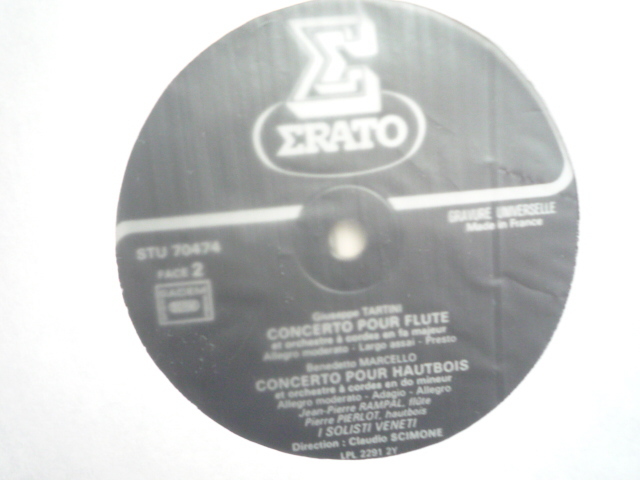 Σ
ΣRATO
GRAVURE UNIVERSELLE
Made in France
STU 70474
FACE 2
SACEM
Giuseppe TARTINI
CONCERTO POUR FLUTE
et orchestre à cordes en fa majeur
Allegro moderato - Largo assai - Presto
Benedetto MARCELLO
CONCERTO POUR HAUTBOIS
et orchestre à cordes en do mineur
Allegro moderato - Adagio - Allegro
Jean-Pierre RAMPAL, flûte
Pierre PIERLOT, hautbois
I SOLISTI VENETI
Direction : Claudio SCIMONE
LPL 2291 2Y